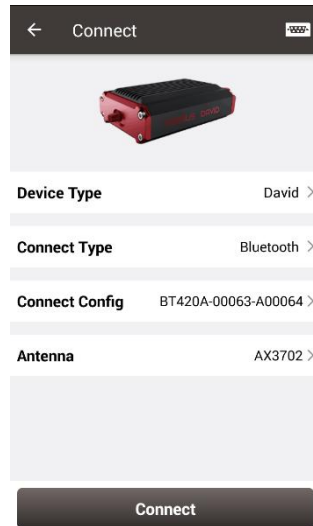 Connect
Device Type David
Connect Type Bluetooth
Connect Config BT420A-00063-A00064
Antenna AX3702
Connect